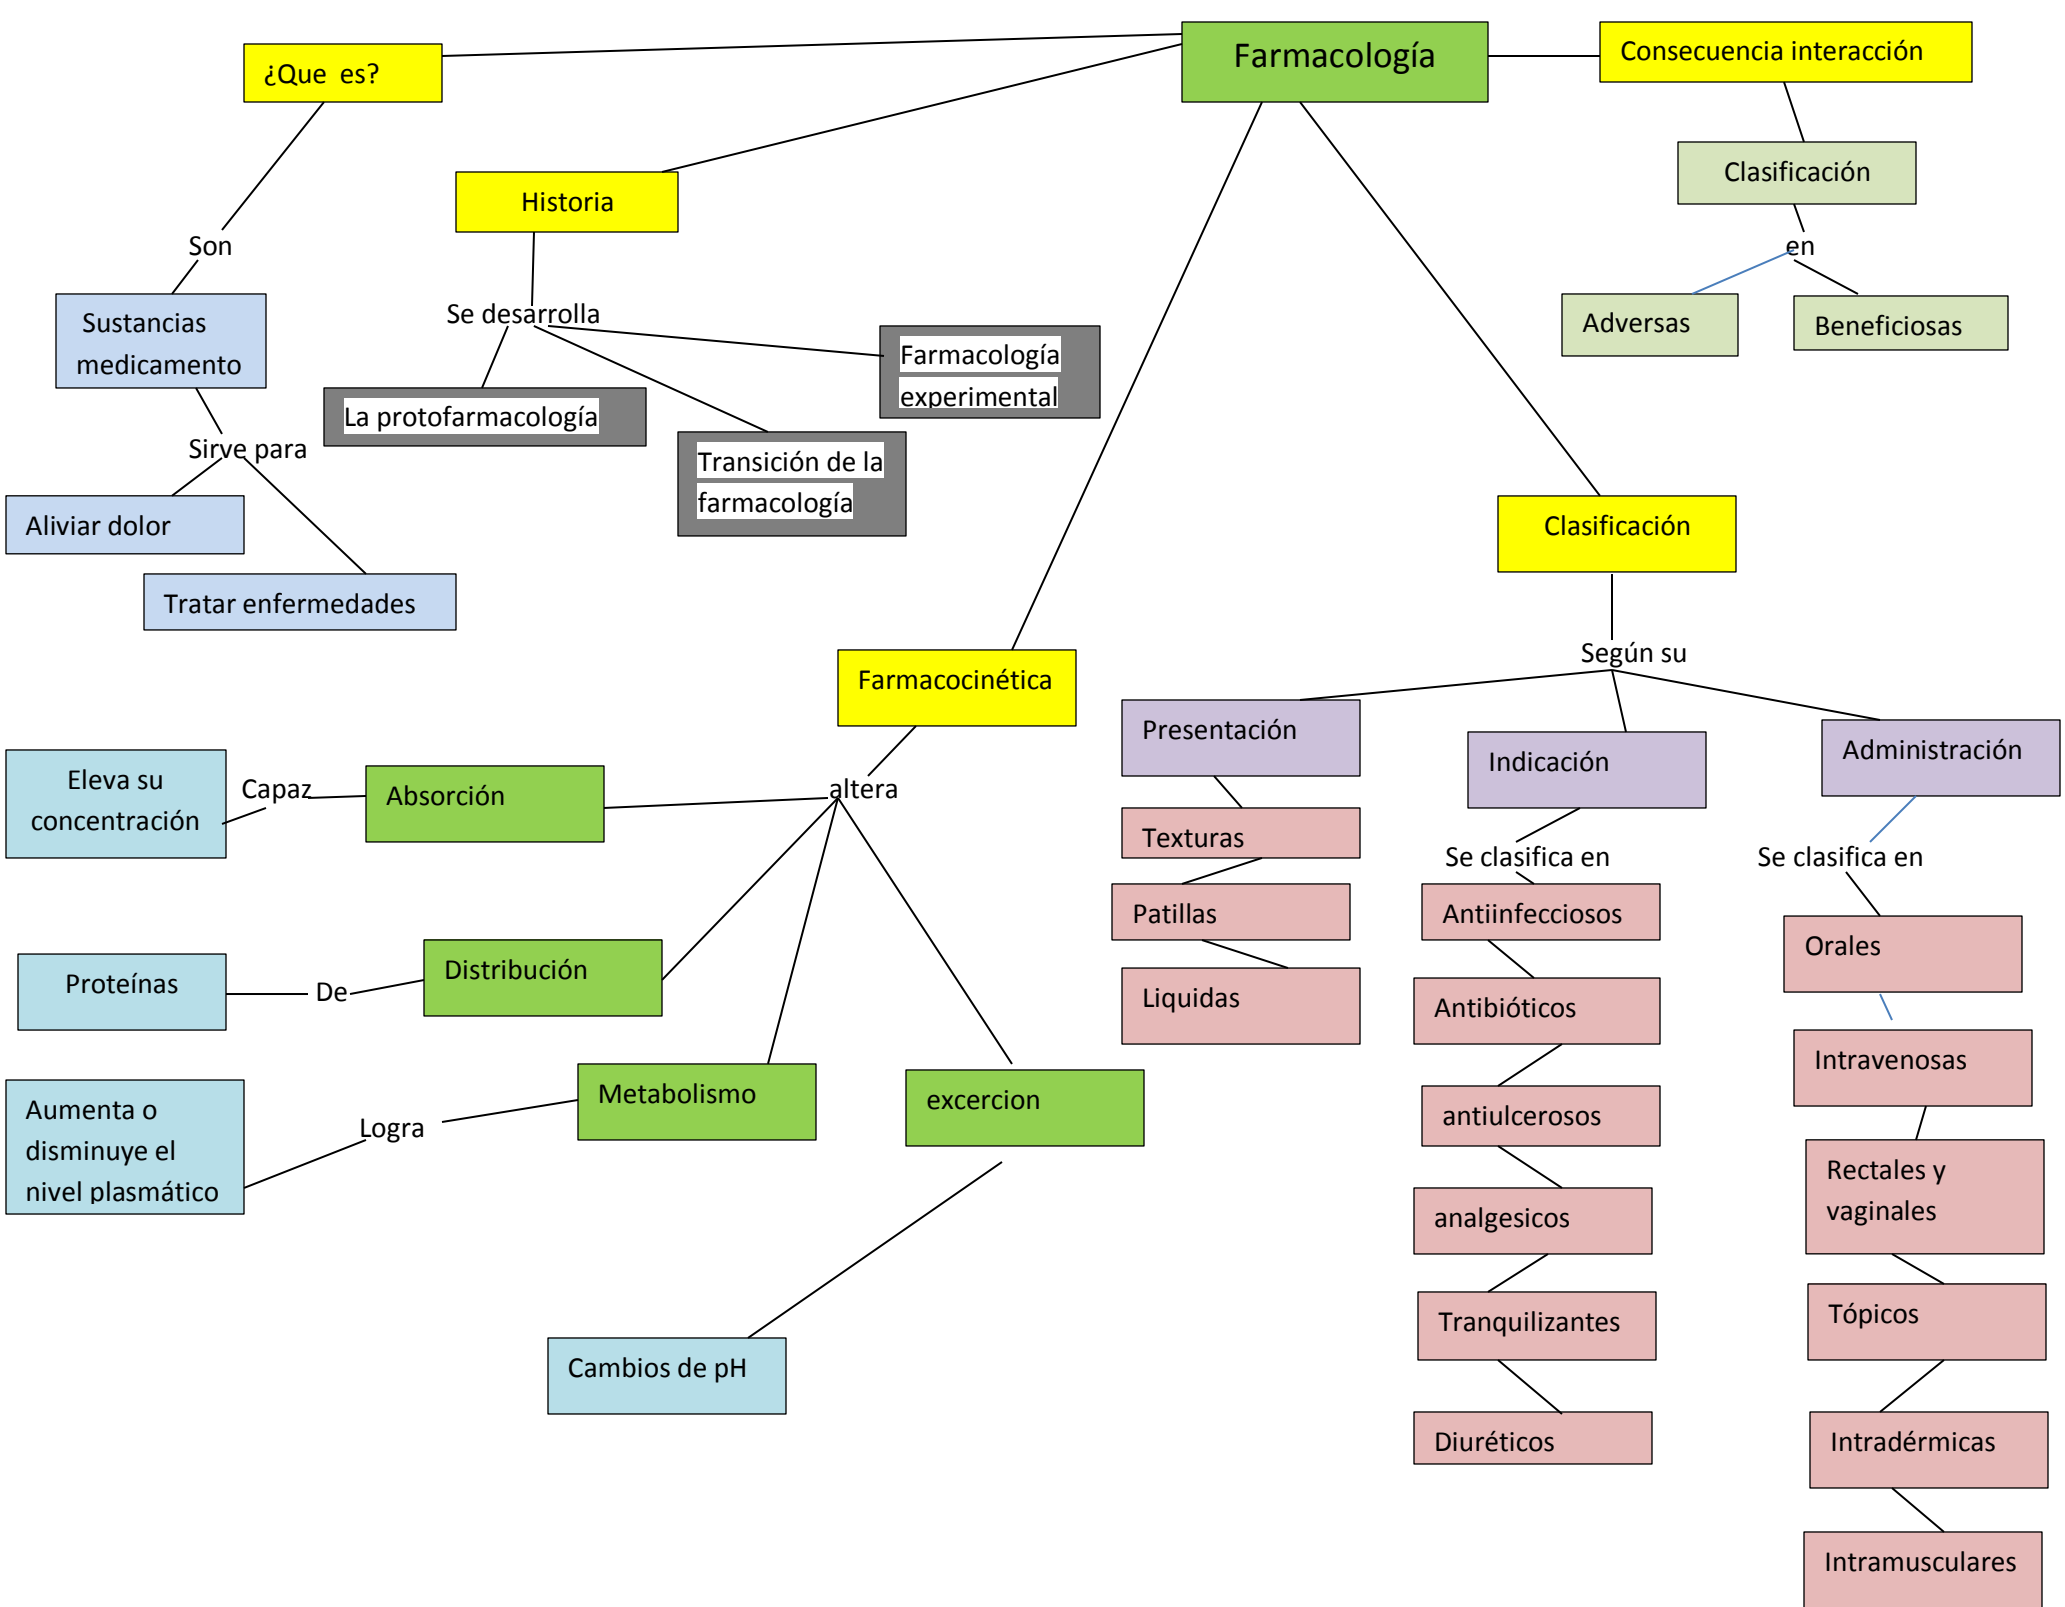 Farmacología
¿Que es?
Consecuencia interacción
Clasificación
en
Adversas
Beneficiosas
Historia
Se desarrolla
La protofarmacología
Transición de la
farmacología
Farmacología
experimental
Son
Sustancias
medicamento
Sirve para
Aliviar dolor
Tratar enfermedades
Clasificación
Según su
Presentación
Texturas
Patillas
Liquidas
Indicación
Se clasifica en
Antiinfecciosos
Antibióticos
antiulcerosos
analgesicos
Tranquilizantes
Diuréticos
Administración
Se clasifica en
Orales
Intravenosas
Rectales y
vaginales
Tópicos
Intradérmicas
Intramusculares
Farmacocinética
altera
Absorción
Capaz
Eleva su
concentración
Distribución
De
Proteínas
Metabolismo
Logra
Aumenta o
disminuye el
nivel plasmático
excercion
Cambios de pH